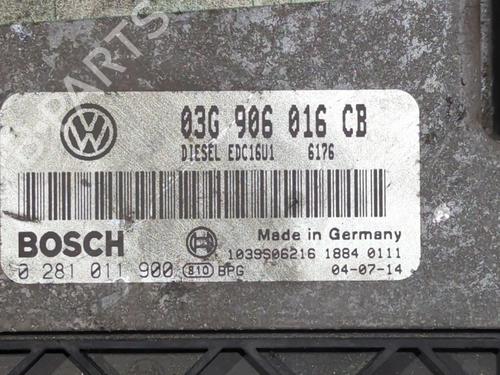 03G 906 016 CB
DIESEL EDC16U1 6176
BOSCH
Made in Germany
1039S06216 1884 0111
0 281 011 900 810 BPG
04-07-14
B-PARTS